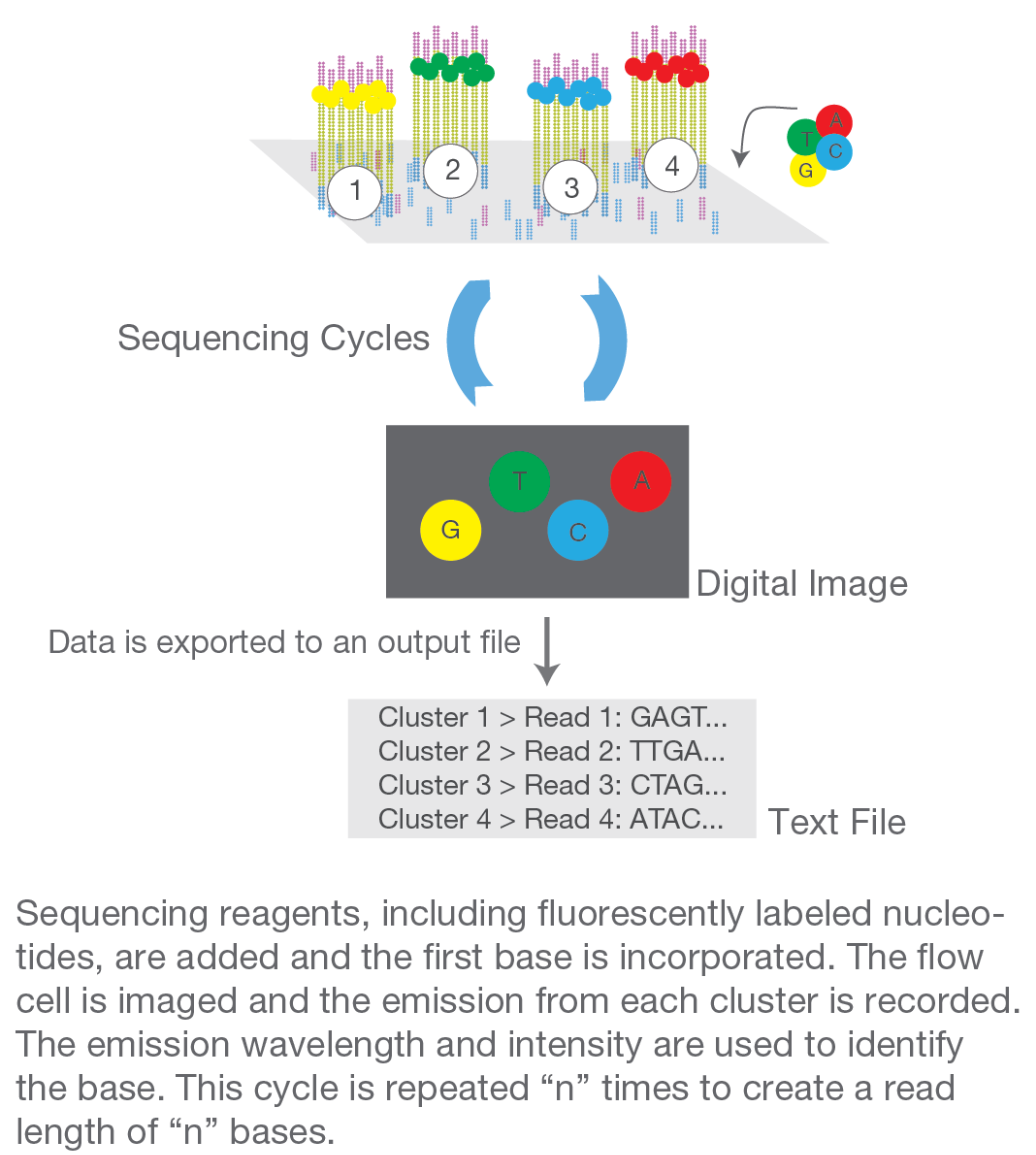 1
2
3
4
A
T
C
G
Sequencing Cycles
T
A
G
C
Digital Image
Data is exported to an output file
Cluster 1 > Read 1: GAGT...
Cluster 2 > Read 2: TTGA...
Cluster 3 > Read 3: CTAG...
Cluster 4 > Read 4: ATAC...
Text File
Sequencing reagents, including fluorescently labeled nucleo-
tides, are added and the first base is incorporated. The flow
cell is imaged and the emission from each cluster is recorded.
The emission wavelength and intensity are used to identify
the base. This cycle is repeated “n” times to create a read
length of “n” bases.